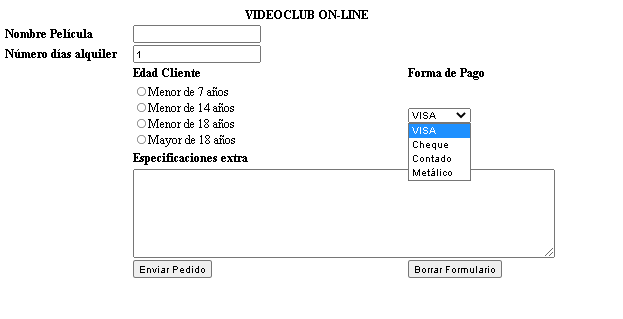 VIDEOCLUB ON-LINE
Nombre Película
Número días alquiler 1
Edad Cliente Forma de Pago
Menor de 7 años
Menor de 14 años
Menor de 18 años
Mayor de 18 años
VISA
VISA
Cheque
Contado
Metálico
Especificaciones extra
Enviar Pedido Borrar Formulario